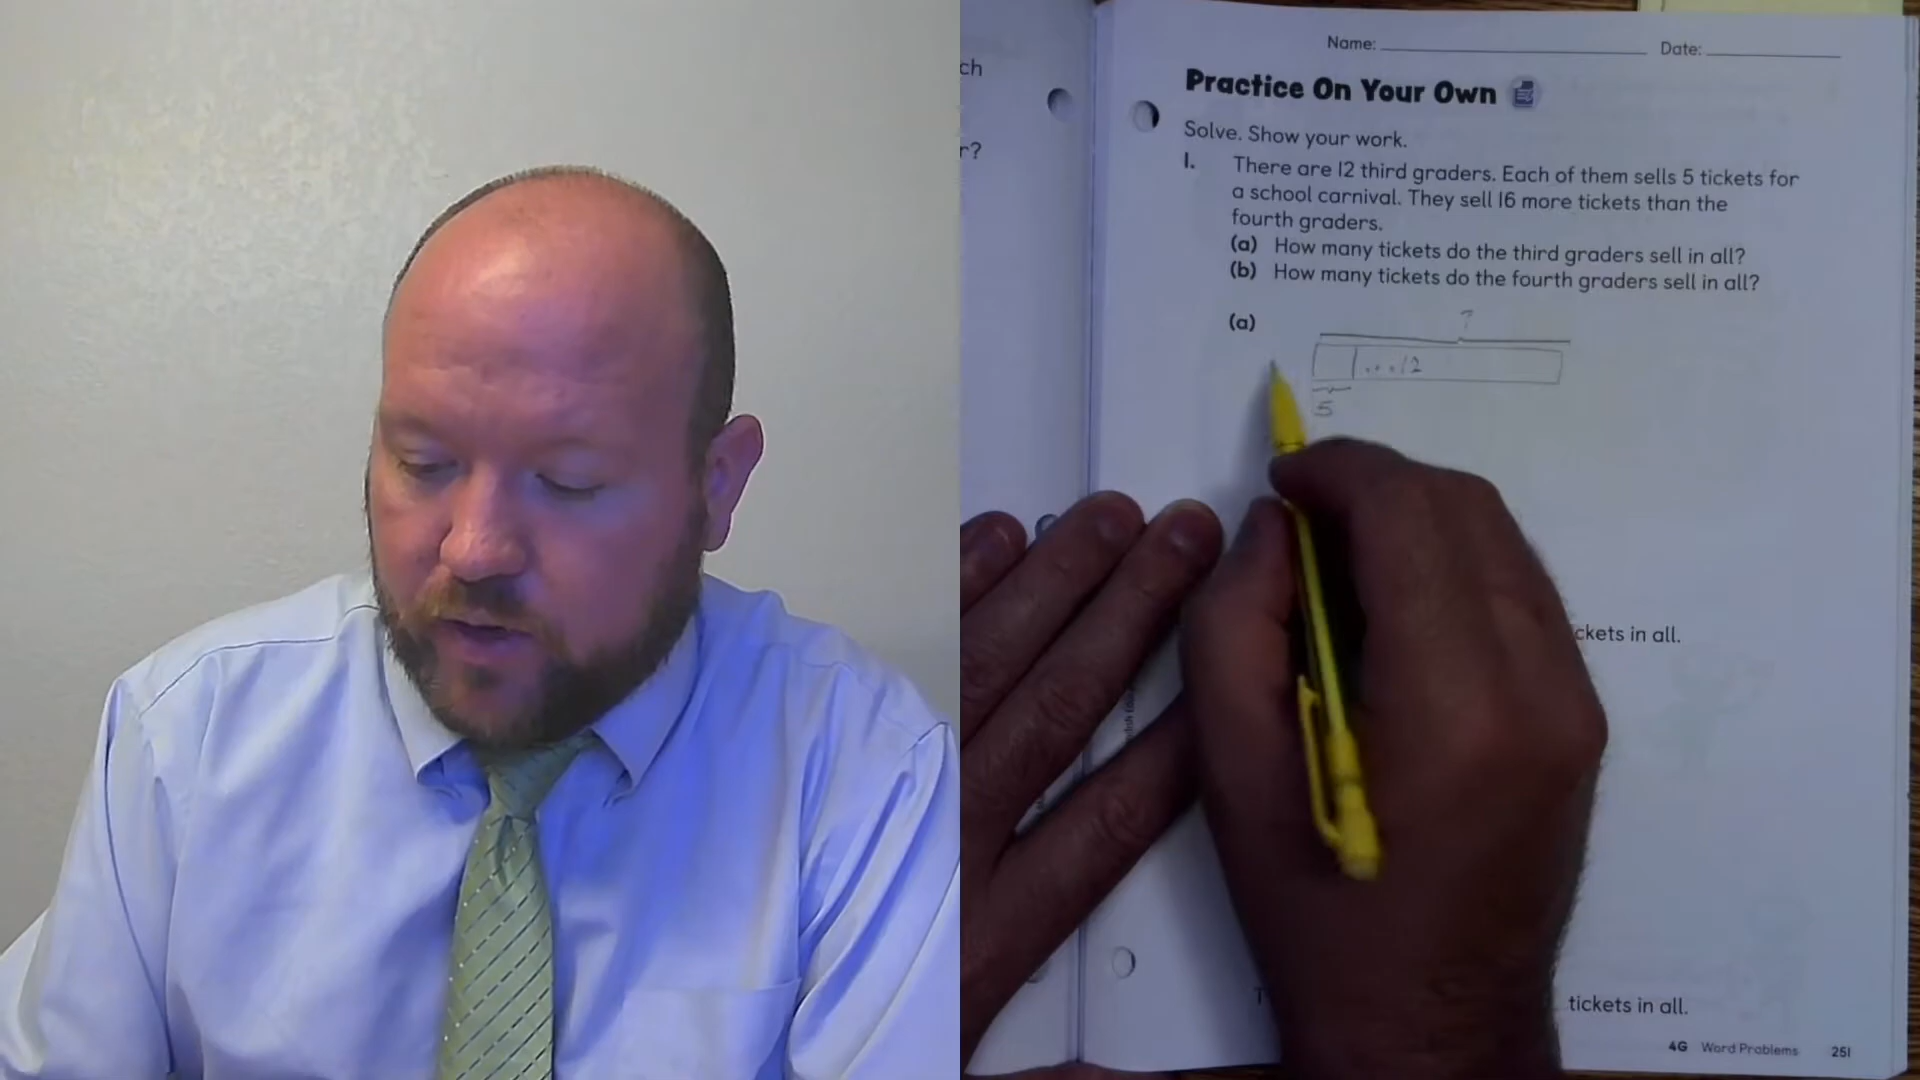 ch
r?
Name: Date:
Practice On Your Own
Solve. Show your work.
1. There are 12 third graders. Each of them sells 5 tickets for
a school carnival. They sell 16 more tickets than the
fourth graders.
(a) How many tickets do the third graders sell in all?
(b) How many tickets do the fourth graders sell in all?
(a)
?
...12
5
ckets in all.
T
tickets in all.
4G Word Problems 251